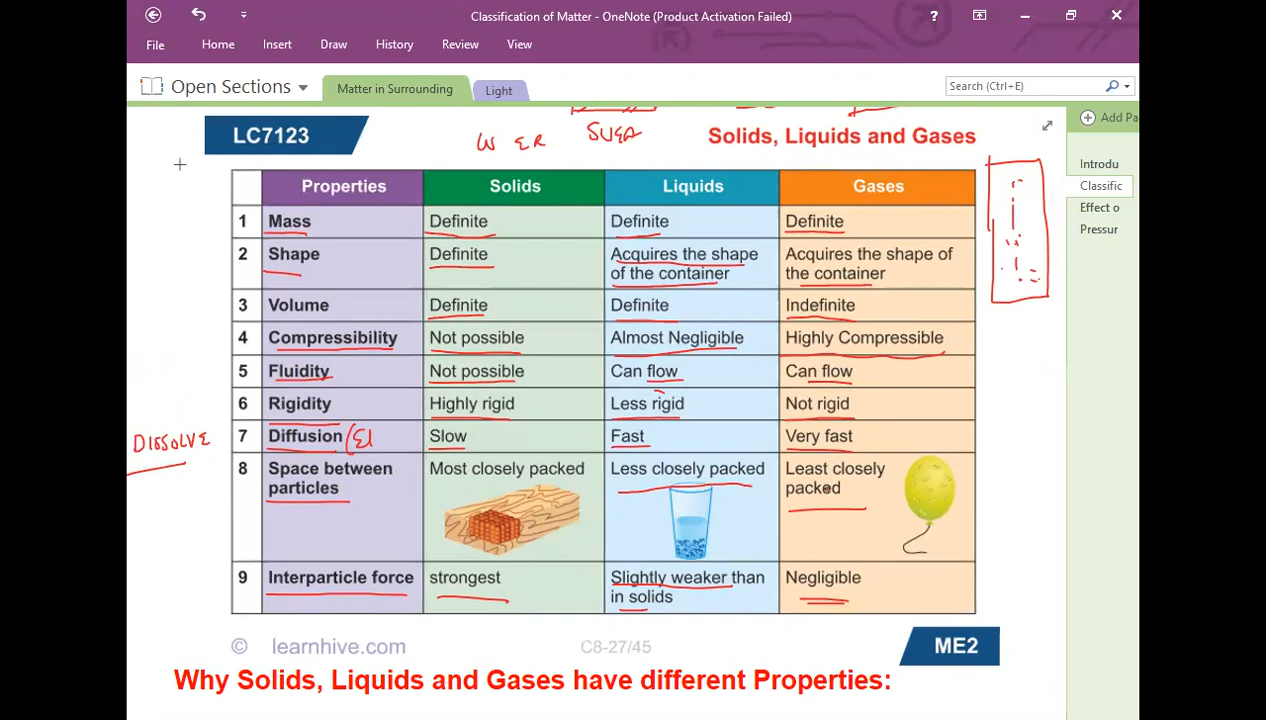 Classification of Matter - OneNote (Product Activation Failed)
?
File Home Insert Draw History Review View
Open Sections Matter in Surrounding Light Search (Ctrl+E)
LC7123 Solids, Liquids and Gases
Add Pa
Introdu
Classific
Effect o
Pressur
Properties Solids Liquids Gases
1 Mass Definite Definite Definite
2 Shape Definite Acquires the shape of the container Acquires the shape of the container
3 Volume Definite Definite Indefinite
4 Compressibility Not possible Almost Negligible Highly Compressible
5 Fluidity Not possible Can flow Can flow
6 Rigidity Highly rigid Less rigid Not rigid
7 Diffusion Slow Fast Very fast
DISSOLVE
8 Space between particles Most closely packed Less closely packed Least closely packed
9 Interparticle force strongest Slightly weaker than in solids Negligible
© learnhive.com C8-27/45 ME2
Why Solids, Liquids and Gases have different Properties: